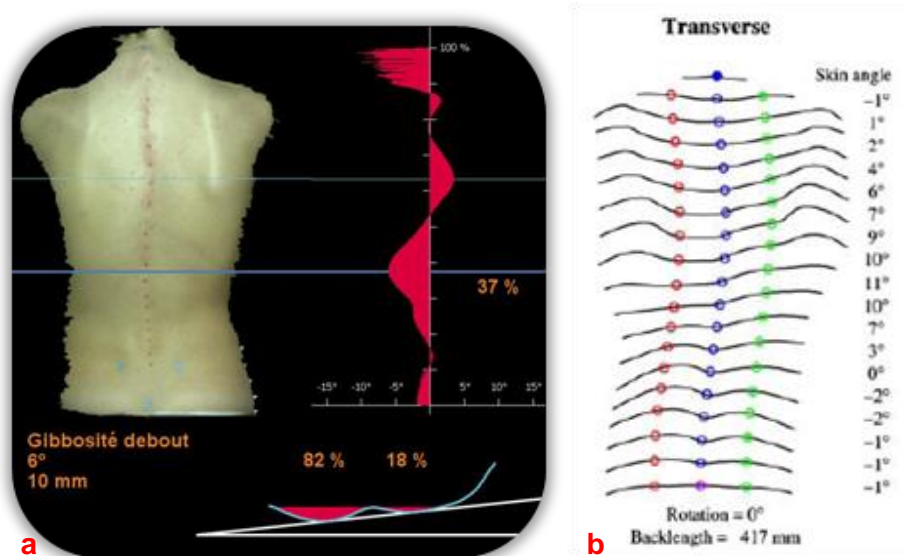 100 %
37 %
-15° -10° -5° 5° 10° 15°
Gibbosité debout
6°
10 mm
82 % 18 %
a
Transverse
Skin angle
-1°
1°
2°
4°
6°
7°
9°
10°
11°
10°
7°
3°
0°
-2°
-2°
-1°
-1°
-1°
Rotation = 0°
Backlength = 417 mm
b